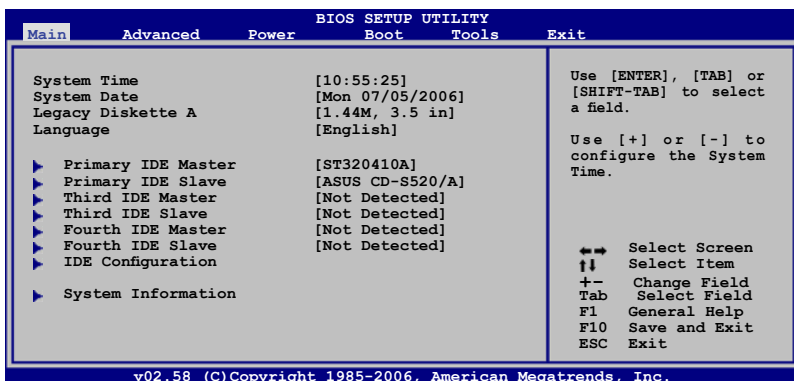 BIOS SETUP UTILITY
Main Advanced Power Boot Tools Exit
System Time [10:55:25]
System Date [Mon 07/05/2006]
Legacy Diskette A [1.44M, 3.5 in]
Language [English]
Primary IDE Master [ST320410A]
Primary IDE Slave [ASUS CD-S520/A]
Third IDE Master [Not Detected]
Third IDE Slave [Not Detected]
Fourth IDE Master [Not Detected]
Fourth IDE Slave [Not Detected]
IDE Configuration
System Information
Use [ENTER], [TAB] or
[SHIFT-TAB] to select
a field.
Use [+] or [-] to
configure the System
Time.
Select Screen
Select Item
+- Change Field
Tab Select Field
F1 General Help
F10 Save and Exit
ESC Exit
v02.58 (C)Copyright 1985-2006, American Megatrends, Inc.